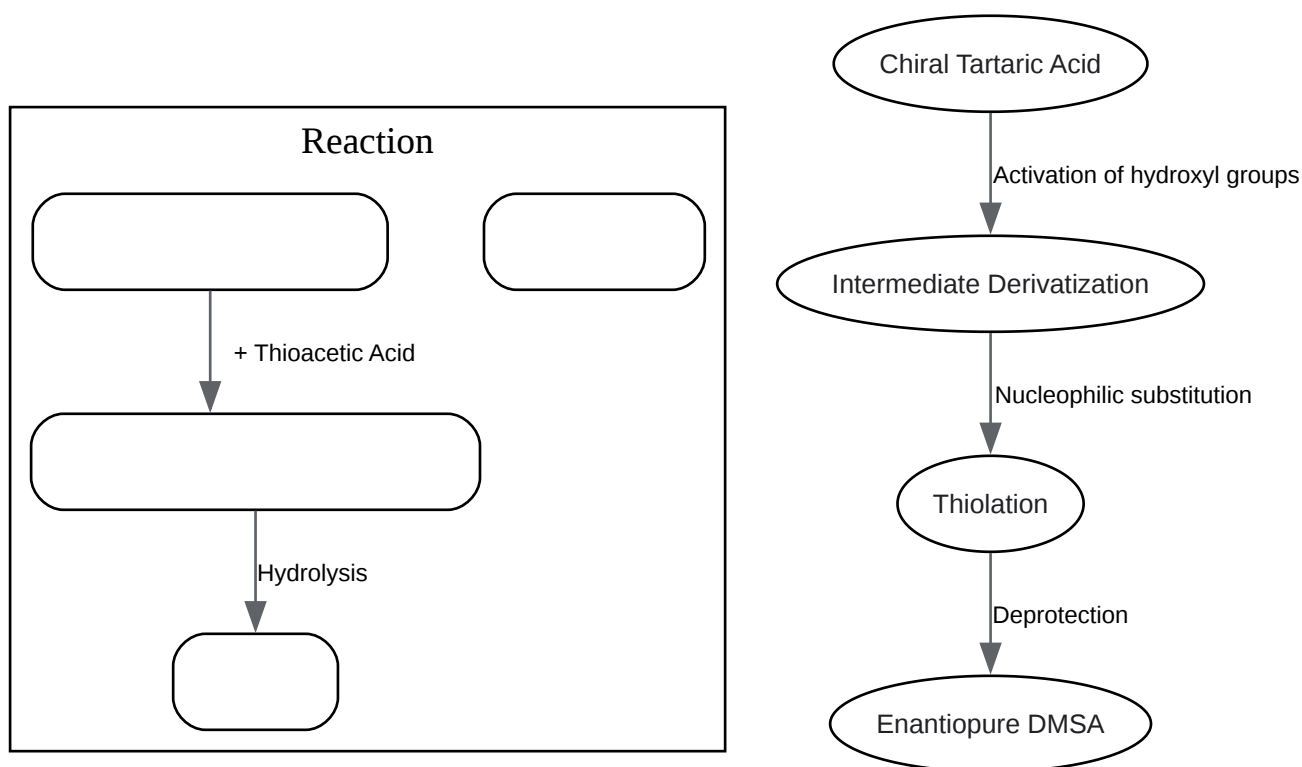 Reaction
+ Thioacetic Acid
Hydrolysis
Chiral Tartaric Acid
Activation of hydroxyl groups
Intermediate Derivatization
Nucleophilic substitution
Thiolation
Deprotection
Enantiopure DMSA